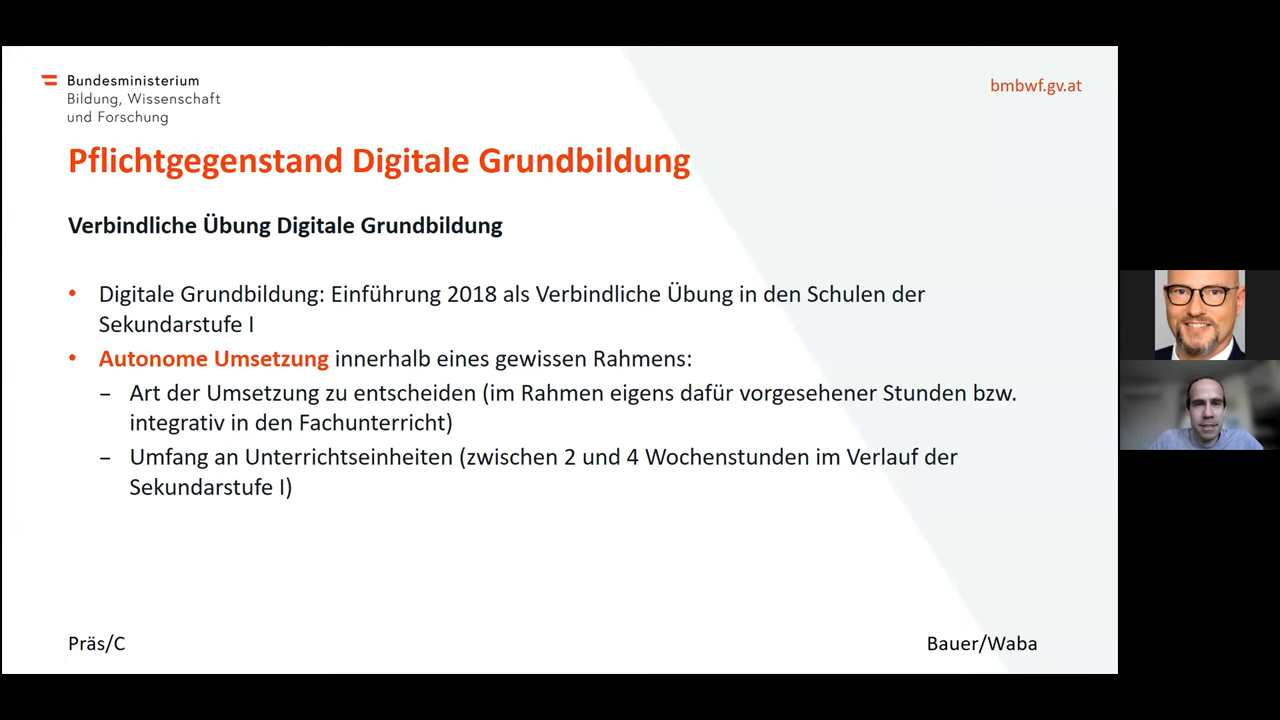 Bundesministerium
Bildung, Wissenschaft
und Forschung
bmbwf.gv.at
Pflichtgegenstand Digitale Grundbildung
Verbindliche Übung Digitale Grundbildung
• Digitale Grundbildung: Einführung 2018 als Verbindliche Übung in den Schulen der
Sekundarstufe I
• Autonome Umsetzung innerhalb eines gewissen Rahmens:
– Art der Umsetzung zu entscheiden (im Rahmen eigens dafür vorgesehener Stunden bzw.
integrativ in den Fachunterricht)
– Umfang an Unterrichtseinheiten (zwischen 2 und 4 Wochenstunden im Verlauf der
Sekundarstufe I)
Präs/C
Bauer/Waba